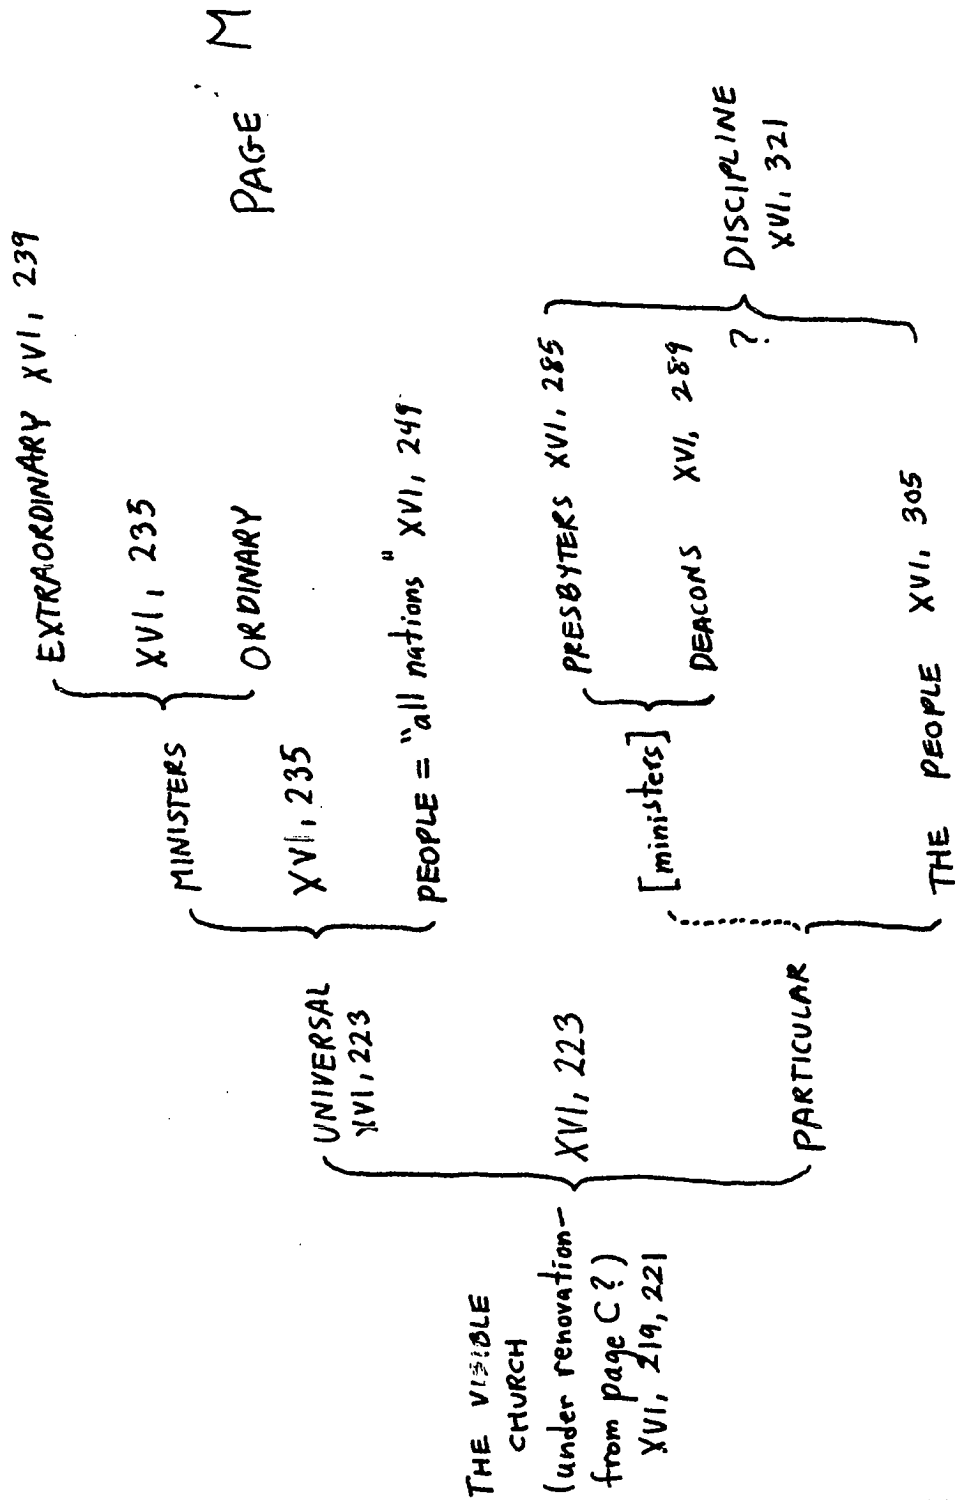 PAGE M
THE VISIBLE
CHURCH
(under renovation–
from page C?)
XVI, 219, 221
UNIVERSAL
XVI, 223
XVI, 223
PARTICULAR
MINISTERS
XVI, 235
PEOPLE = "all nations" XVI, 249
EXTRAORDINARY XVI, 239
XVI, 235
ORDINARY
[ministers]
PRESBYTERS XVI, 285
DEACONS XVI, 289
THE PEOPLE XVI, 305
?
DISCIPLINE
XVI, 321